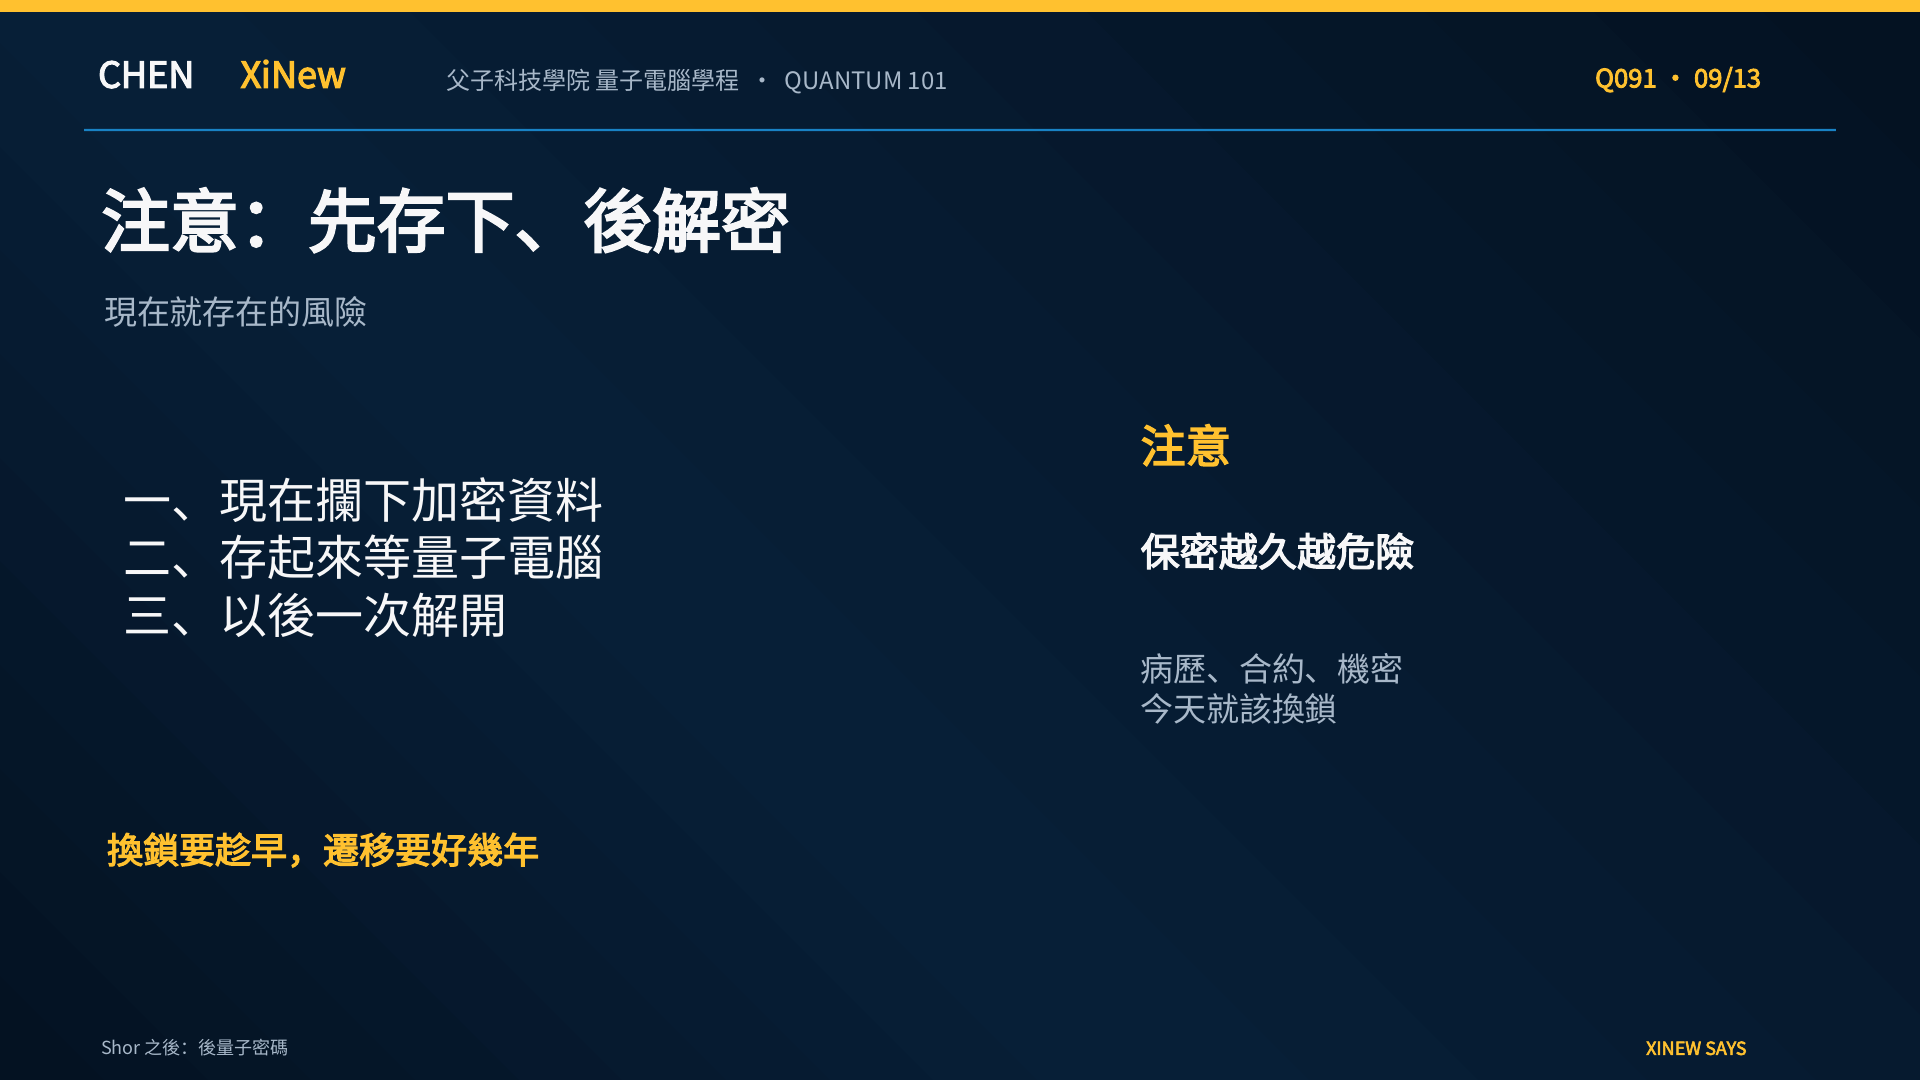 CHEN XiNew 父子科技學院 量子電腦學程 • QUANTUM 101 Q091 • 09/13
注意：先存下、後解密
現在就存在的風險
一、現在攔下加密資料
二、存起來等量子電腦
三、以後一次解開
注意
保密越久越危險
病歷、合約、機密
今天就該換鎖
換鎖要趁早，遷移要好幾年
Shor 之後：後量子密碼
XINEW SAYS